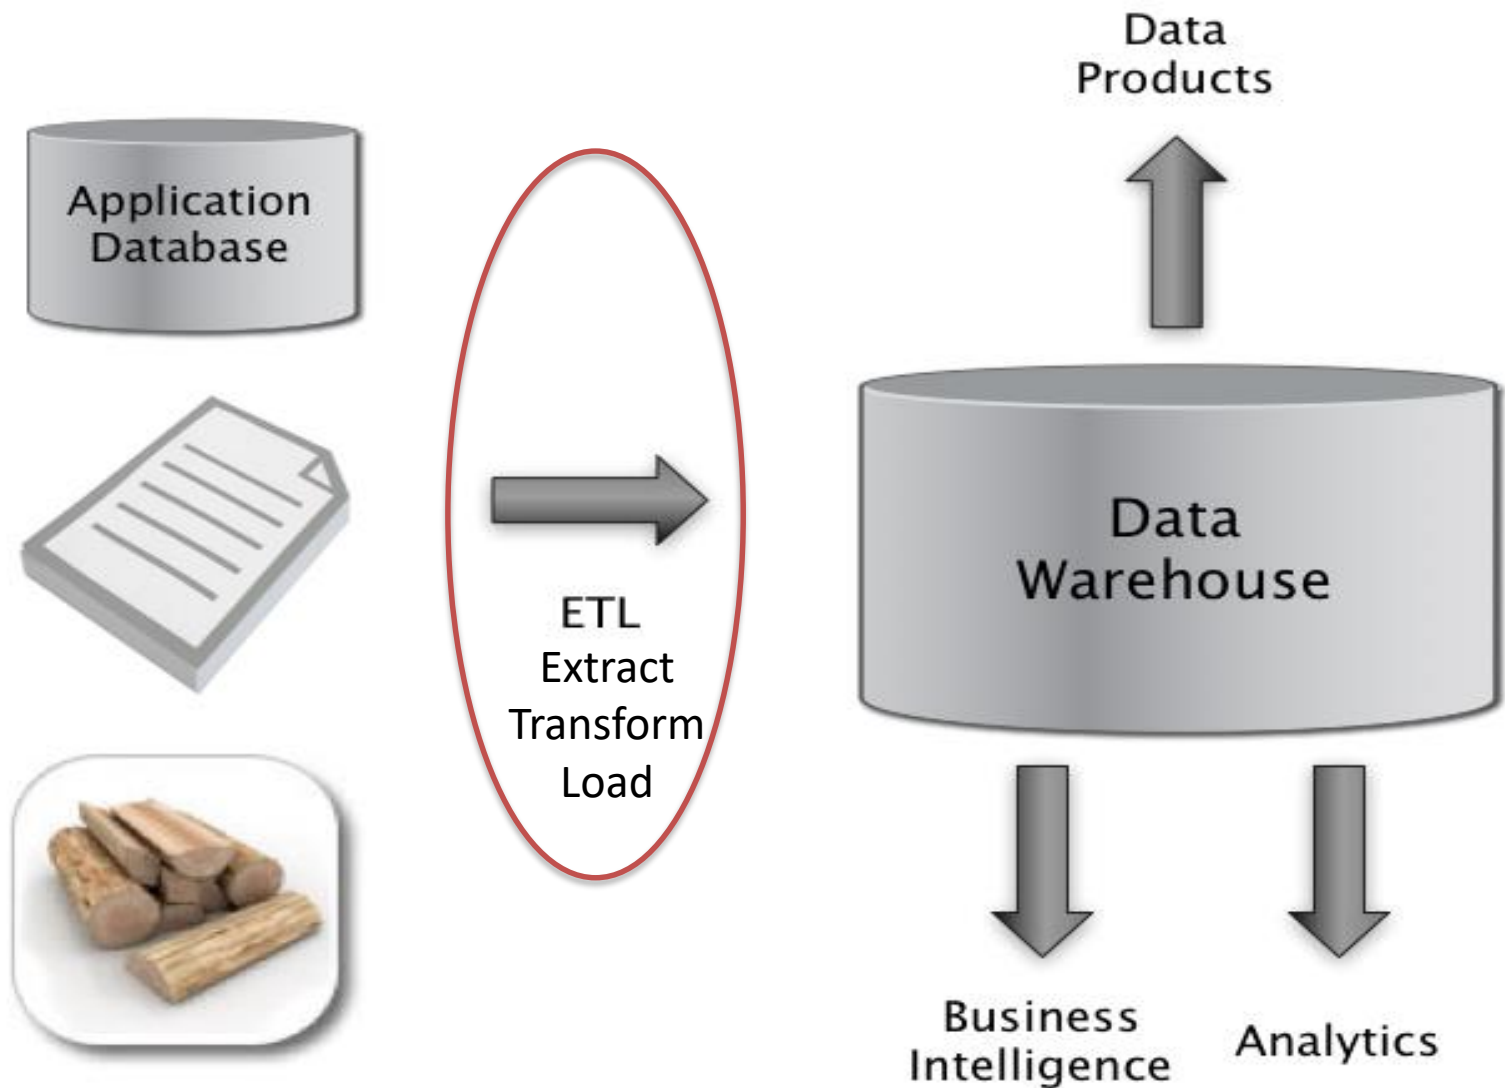 Data
Products
Application
Database
ETL
Extract
Transform
Load
Data
Warehouse
Business
Intelligence
Analytics